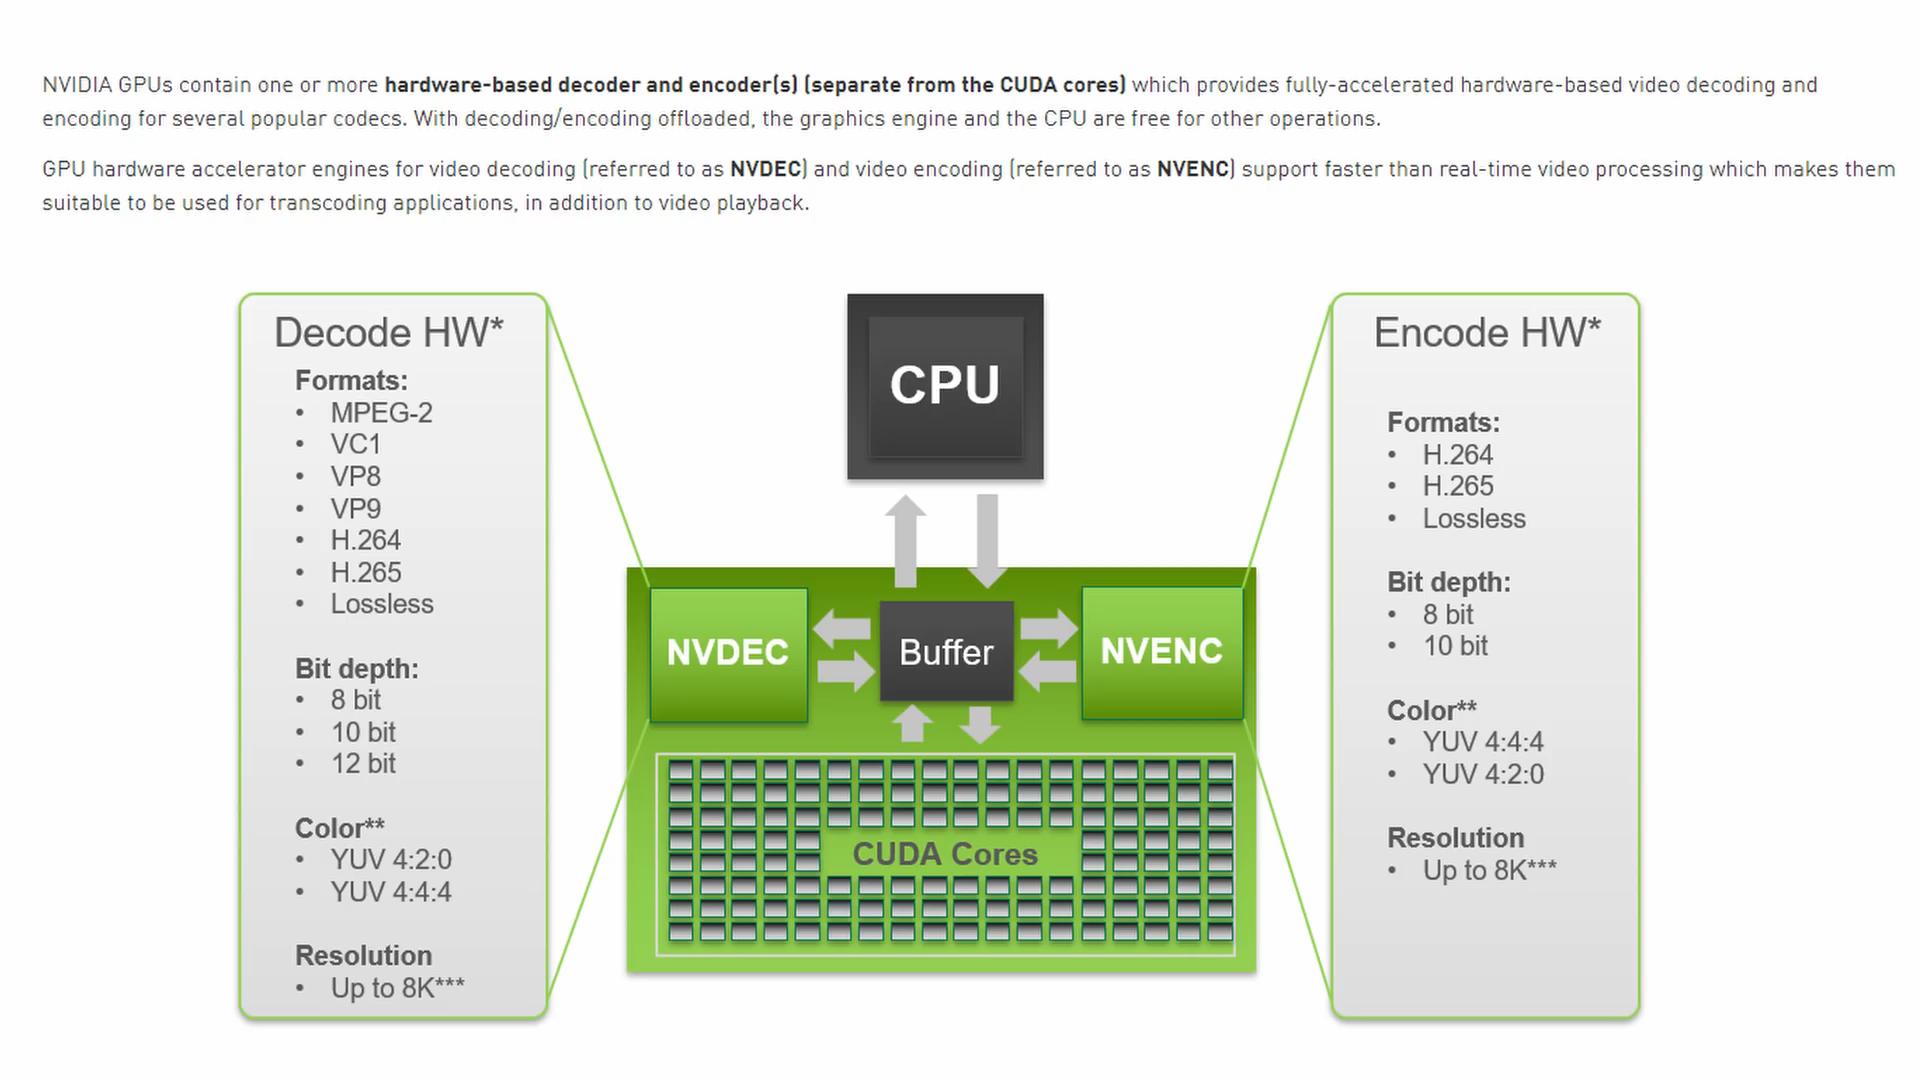 NVIDIA GPUs contain one or more hardware-based decoder and encoder(s) (separate from the CUDA cores) which provides fully-accelerated hardware-based video decoding and
encoding for several popular codecs. With decoding/encoding offloaded, the graphics engine and the CPU are free for other operations.
GPU hardware accelerator engines for video decoding (referred to as NVDEC) and video encoding (referred to as NVENC) support faster than real-time video processing which makes them
suitable to be used for transcoding applications, in addition to video playback.
Decode HW*
Formats:
• MPEG-2
• VC1
• VP8
• VP9
• H.264
• H.265
• Lossless
Bit depth:
• 8 bit
• 10 bit
• 12 bit
Color**
• YUV 4:2:0
• YUV 4:4:4
Resolution
• Up to 8K***
CPU
NVDEC
Buffer
NVENC
CUDA Cores
Encode HW*
Formats:
• H.264
• H.265
• Lossless
Bit depth:
• 8 bit
• 10 bit
Color**
• YUV 4:4:4
• YUV 4:2:0
Resolution
• Up to 8K***